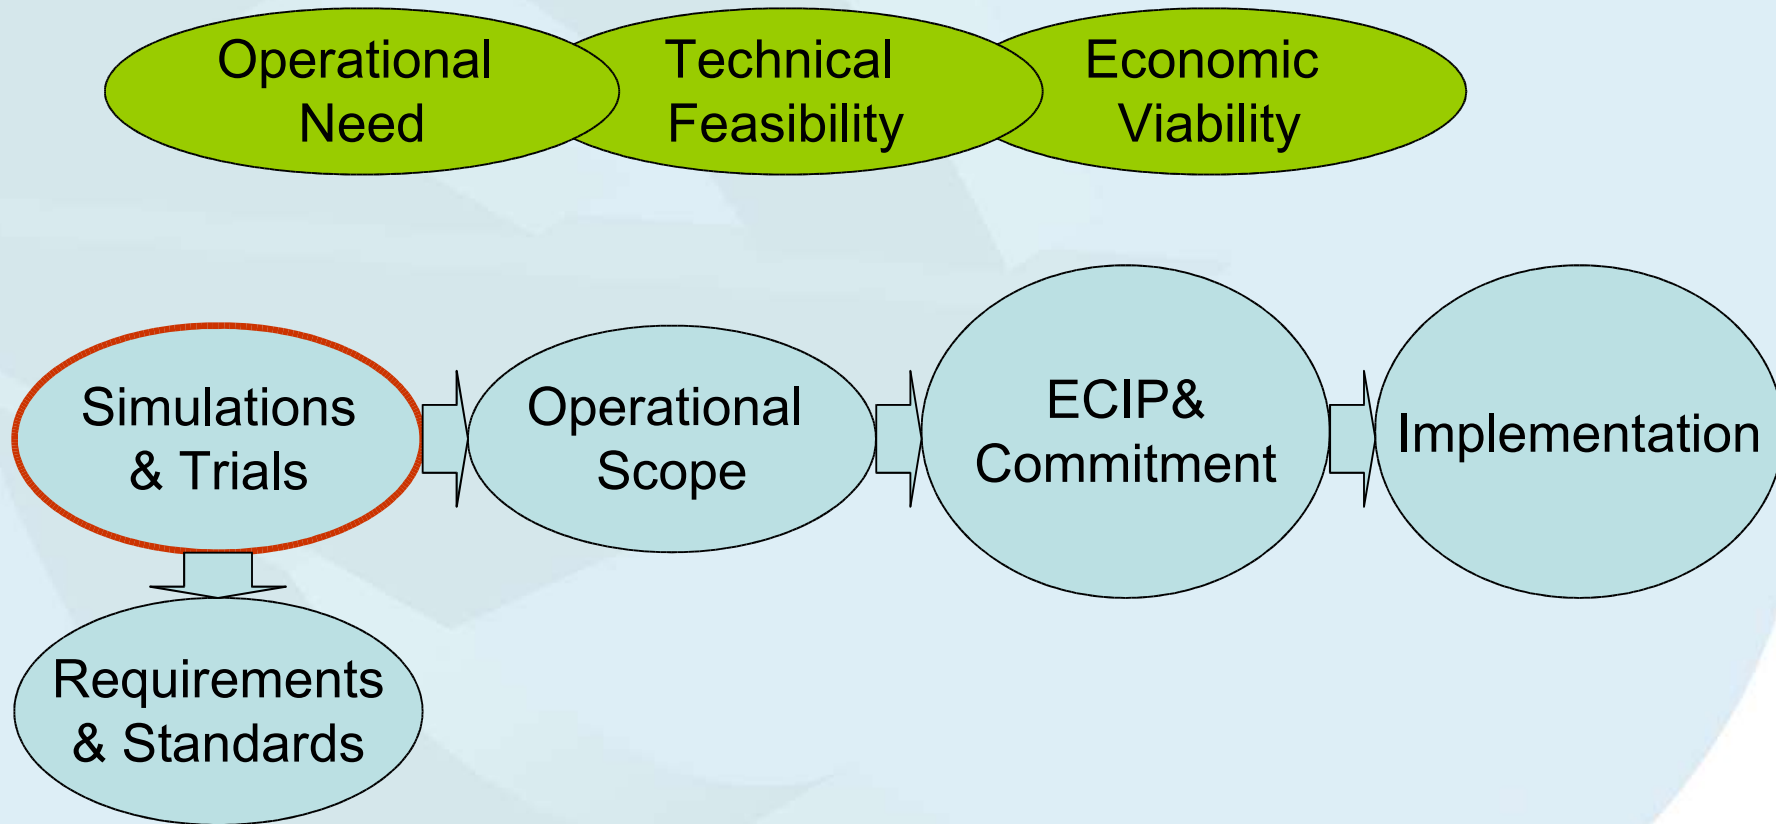 Operational
Need
Technical
Feasibility
Economic
Viability
Simulations
& Trials
Operational
Scope
ECIP&
Commitment
Implementation
Requirements
& Standards